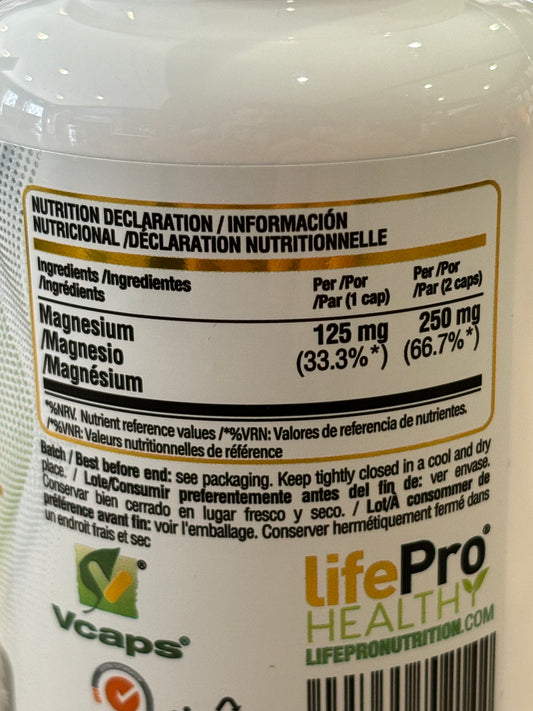 NUTRITION DECLARATION / INFORMACIÓN
NUTRICIONAL /DÉCLARATION NUTRITIONNELLE
Ingredients /Ingredientes
/Ingrédients
Per /Por
/Par (1 cap)
Per /Por
/Par (2 caps)
Magnesium
/Magnesio
/Magnésium
125 mg
(33.3%*)
250 mg
(66.7%*)
*%NRV. Nutrient reference values /*%VRN: Valores de referencia de nutrientes.
/*%VNR: Valeurs nutritionnelles de référence
Batch / Best before end: see packaging. Keep tightly closed in a cool and dry
place. / Lote/Consumir preferentemente antes del fin de: ver envase.
Conservar bien cerrado en lugar fresco y seco. / Lot/A consommer de
préférence avant fin: voir l'emballage. Conserver hermétiquement fermé dans
un endroit frais et sec
Vcaps®
lifePro®
HEALTHY
LIFEPRONUTRITION.COM